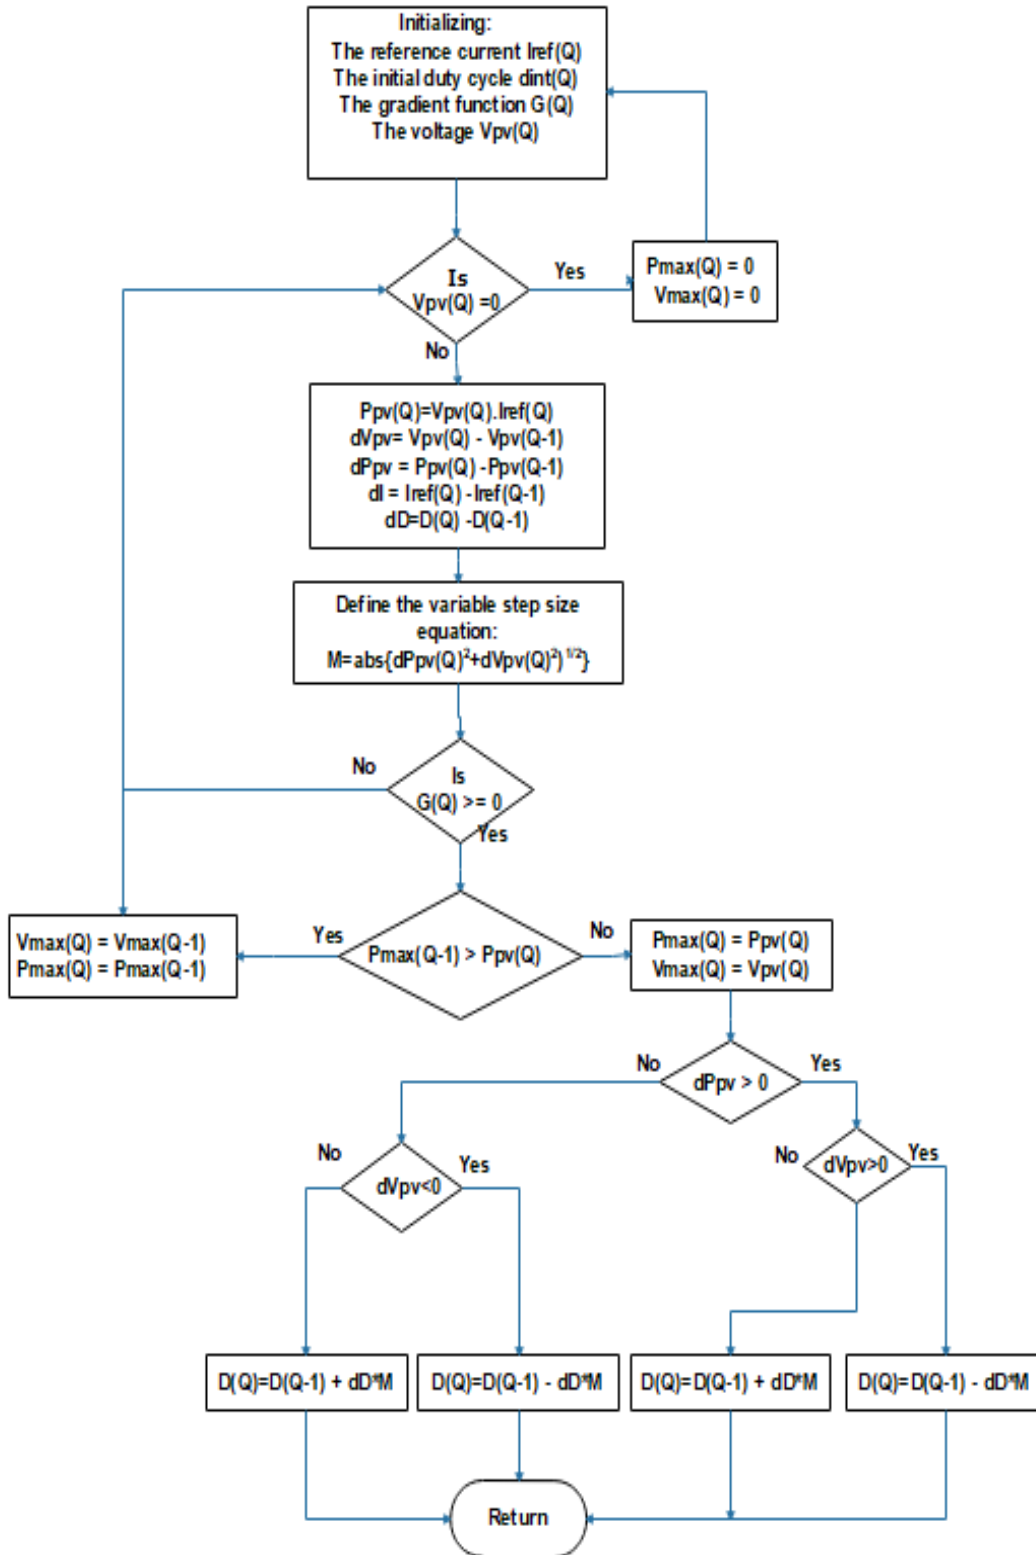 Initializing:
The reference current Iref(Q)
The initial duty cycle dint(Q)
The gradient function G(Q)
The voltage Vpv(Q)
Is
Vpv(Q) =0
Yes
Pmax(Q) = 0
Vmax(Q) = 0
No
Ppv(Q)=Vpv(Q).Iref(Q)
dVpv= Vpv(Q) - Vpv(Q-1)
dPpv = Ppv(Q) -Ppv(Q-1)
dI = Iref(Q) -Iref(Q-1)
dD=D(Q) -D(Q-1)
Define the variable step size
equation:
M=abs{dPpv(Q)²+dVpv(Q)²)^1/2}
No
Is
G(Q) >= 0
Yes
Vmax(Q) = Vmax(Q-1)
Pmax(Q) = Pmax(Q-1)
Yes
Pmax(Q-1) > Ppv(Q)
No
Pmax(Q) = Ppv(Q)
Vmax(Q) = Vpv(Q)
No
dPpv > 0
Yes
No
dVpv<0
Yes
No
dVpv>0
Yes
D(Q)=D(Q-1) + dD*M
D(Q)=D(Q-1) - dD*M
D(Q)=D(Q-1) + dD*M
D(Q)=D(Q-1) - dD*M
Return